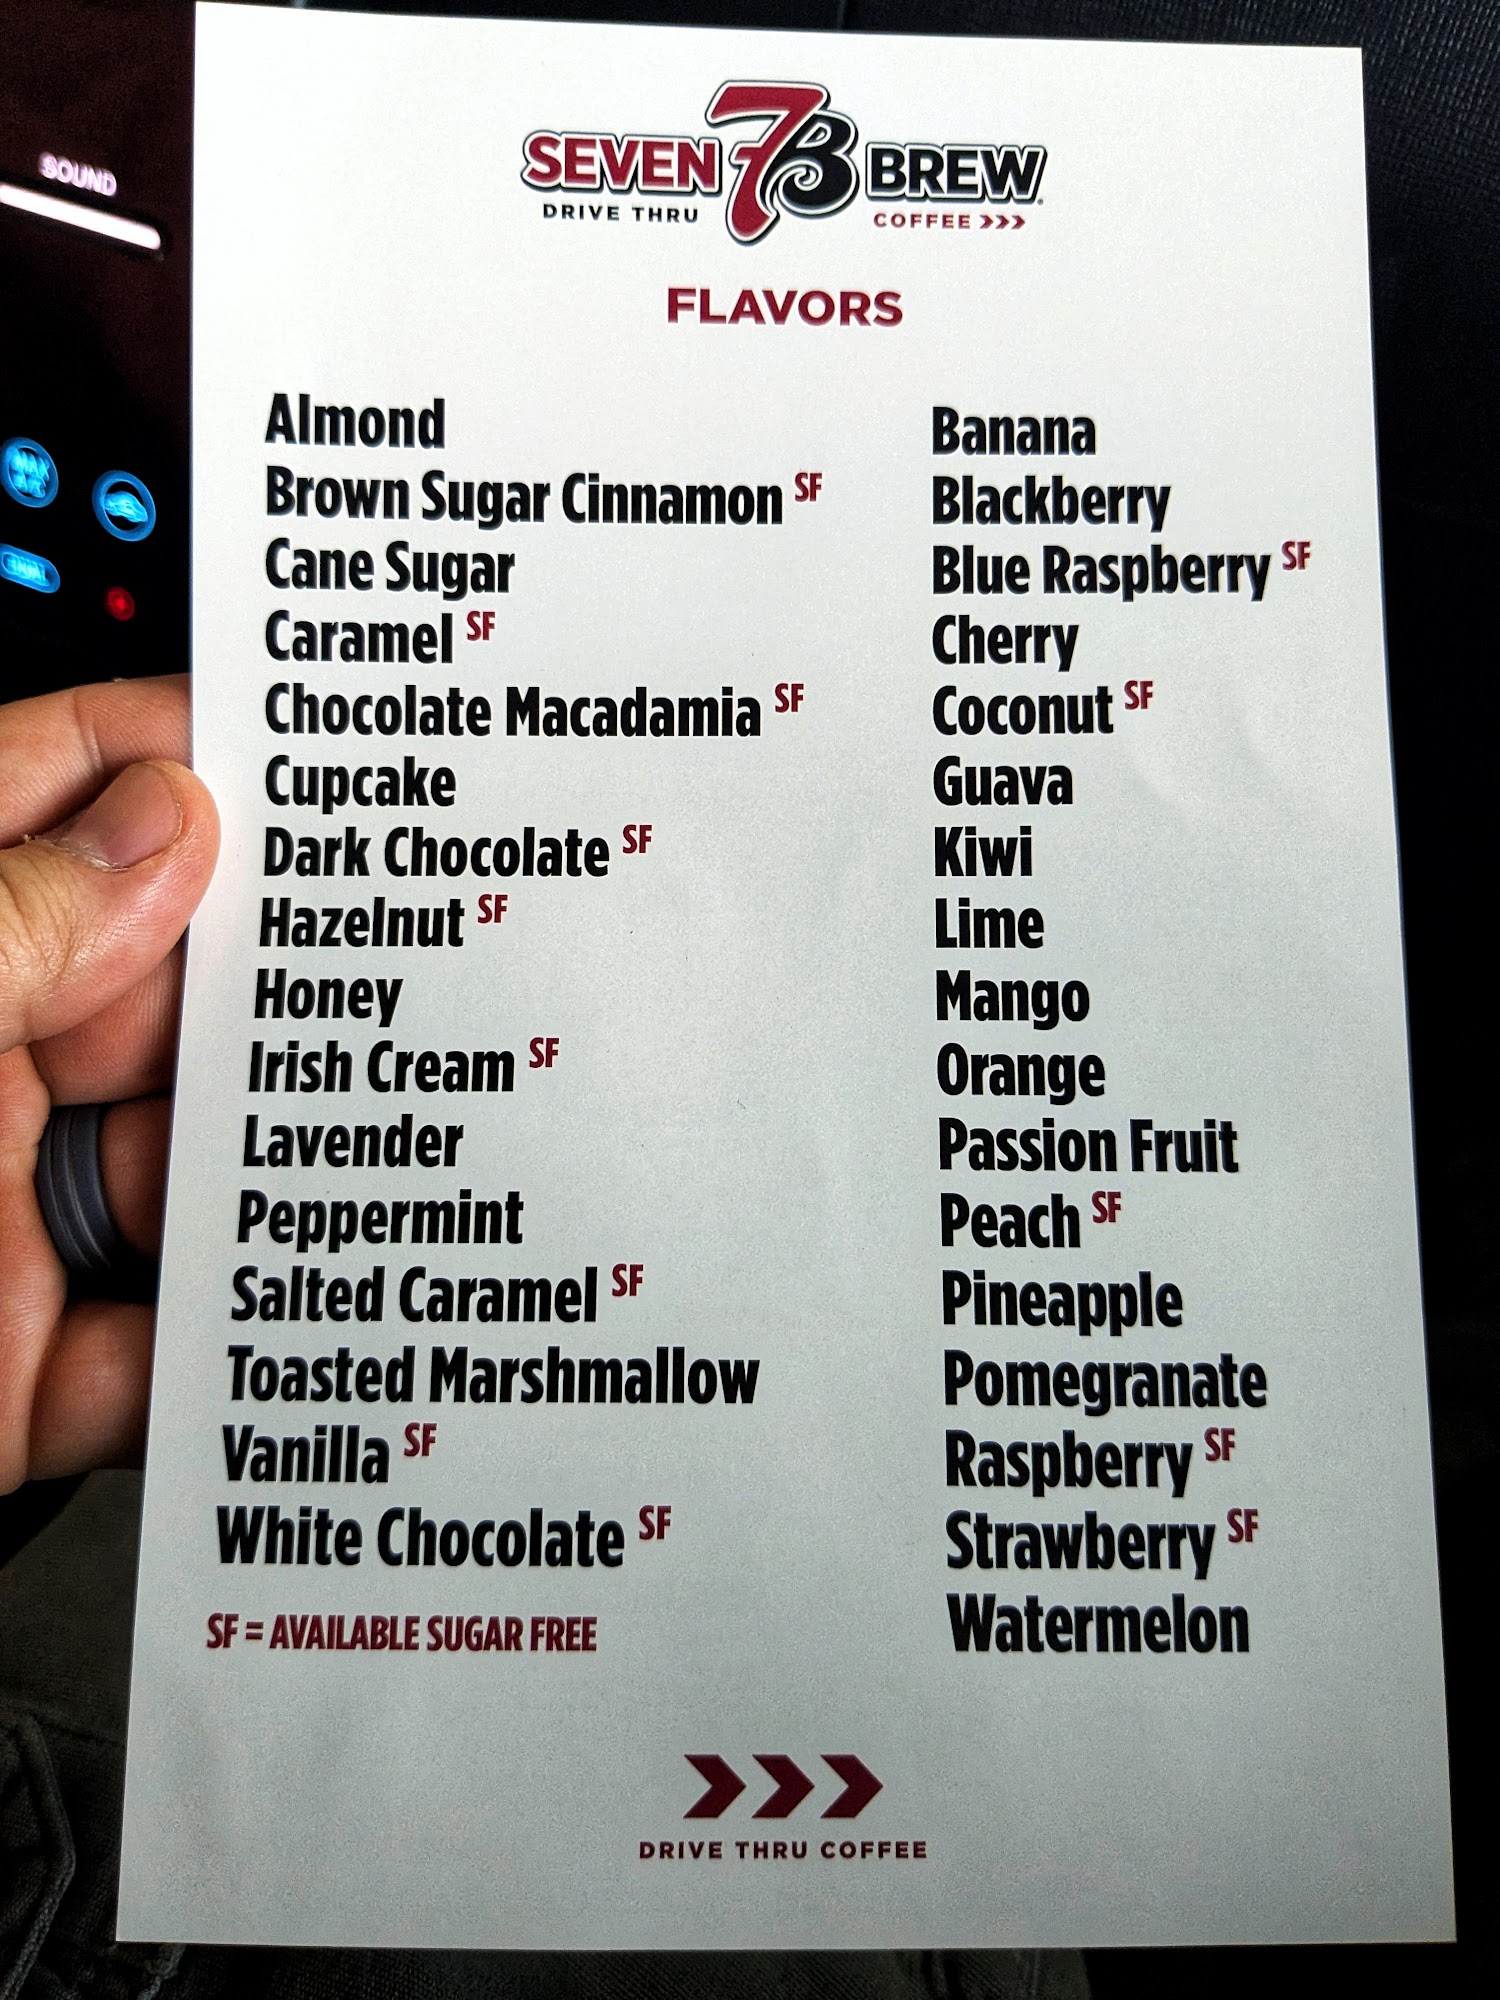 SOUND
MAX
A/C
SEVEN 7B BREW
DRIVE THRU COFFEE >>>
FLAVORS
Almond
Brown Sugar Cinnamon SF
Cane Sugar
Caramel SF
Chocolate Macadamia SF
Cupcake
Dark Chocolate SF
Hazelnut SF
Honey
Irish Cream SF
Lavender
Peppermint
Salted Caramel SF
Toasted Marshmallow
Vanilla SF
White Chocolate SF
SF = AVAILABLE SUGAR FREE
Banana
Blackberry
Blue Raspberry SF
Cherry
Coconut SF
Guava
Kiwi
Lime
Mango
Orange
Passion Fruit
Peach SF
Pineapple
Pomegranate
Raspberry SF
Strawberry SF
Watermelon
DRIVE THRU COFFEE